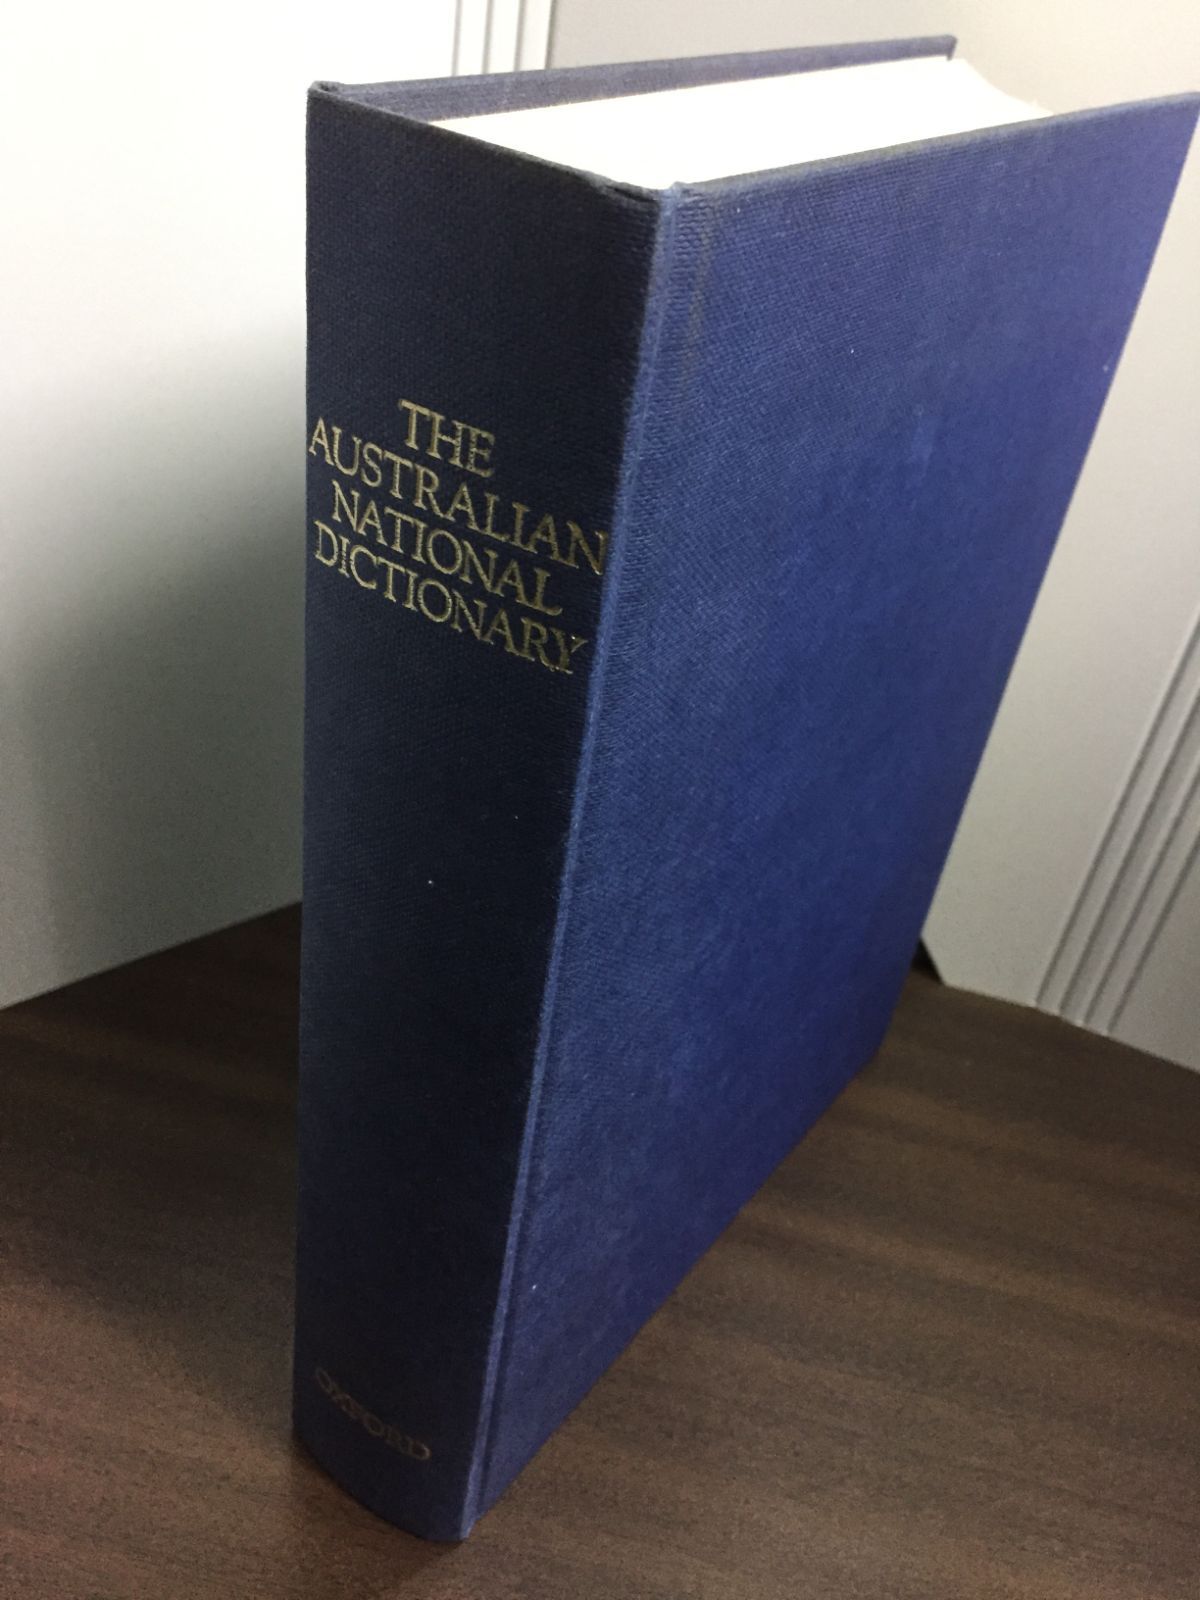 THE
AUSTRALIAN
NATIONAL
DICTIONARY
OXFORD